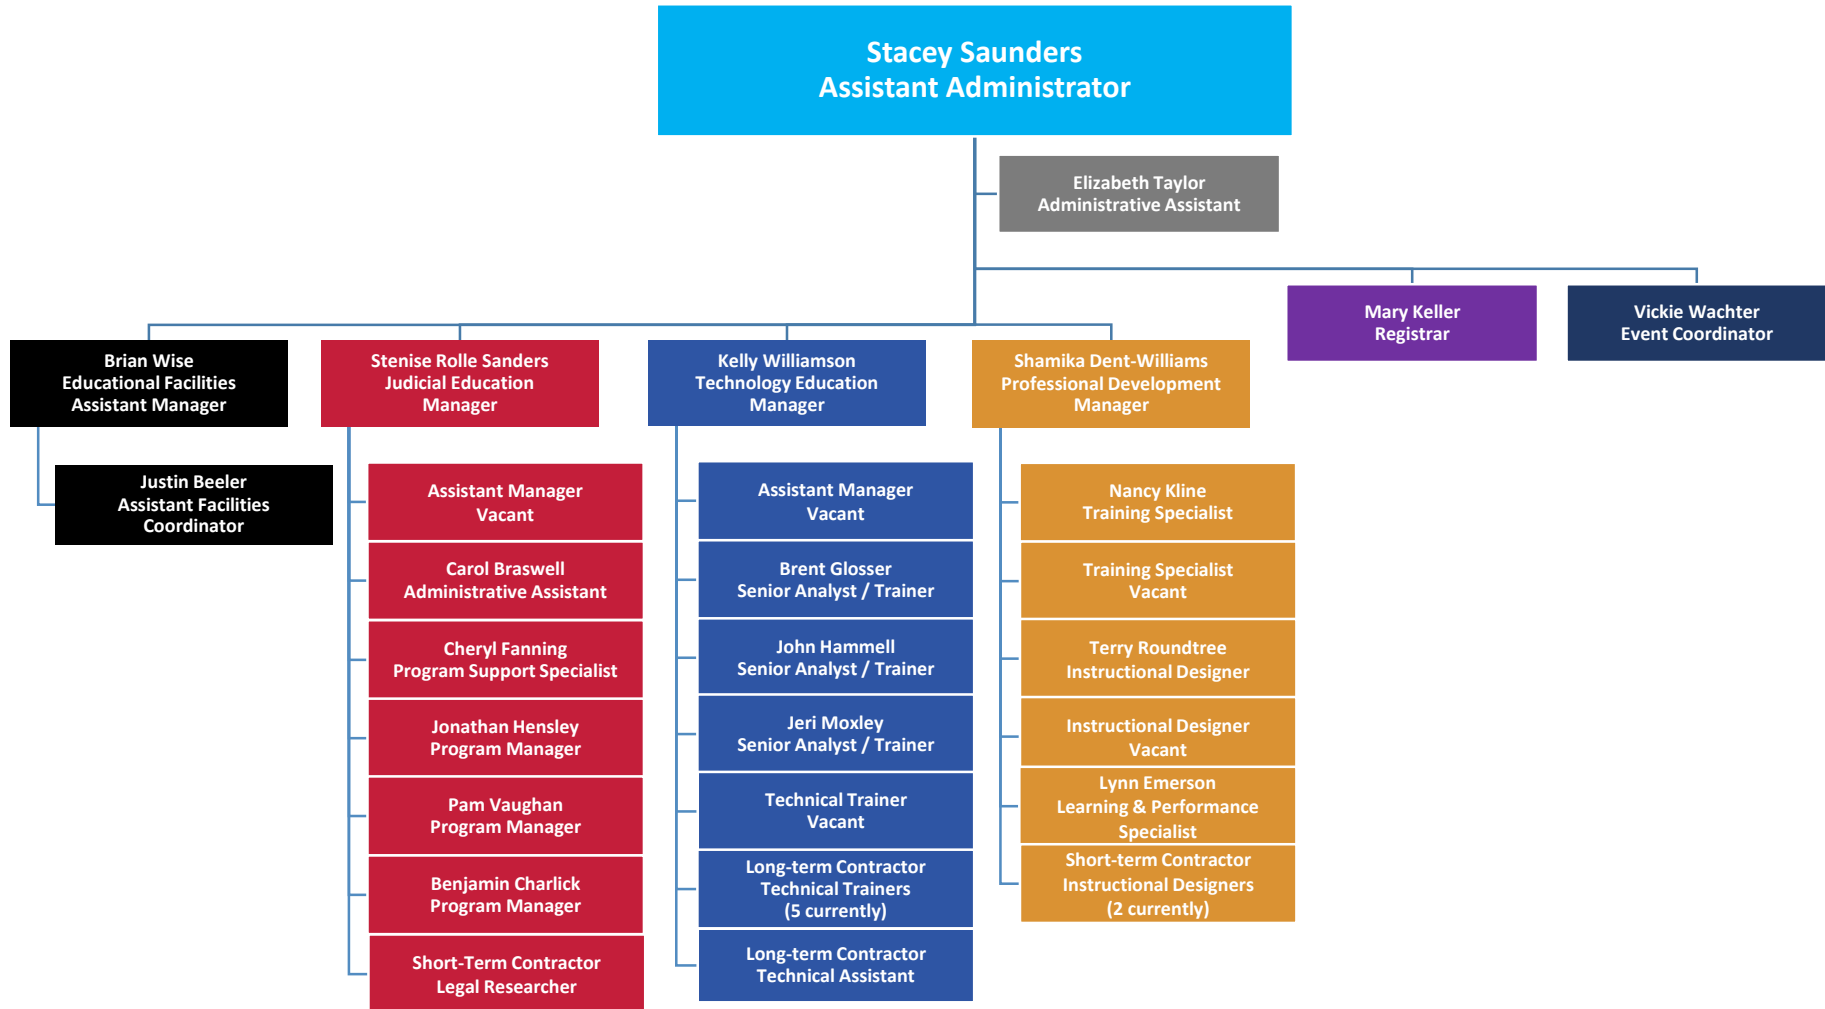 Stacey Saunders
Assistant Administrator
Elizabeth Taylor
Administrative Assistant
Mary Keller
Registrar
Vickie Wachter
Event Coordinator
Brian Wise
Educational Facilities
Assistant Manager
Justin Beeler
Assistant Facilities
Coordinator
Stenise Rolle Sanders
Judicial Education
Manager
Assistant Manager
Vacant
Carol Braswell
Administrative Assistant
Cheryl Fanning
Program Support Specialist
Jonathan Hensley
Program Manager
Pam Vaughan
Program Manager
Benjamin Charlick
Program Manager
Short-Term Contractor
Legal Researcher
Kelly Williamson
Technology Education
Manager
Assistant Manager
Vacant
Brent Glosser
Senior Analyst / Trainer
John Hammell
Senior Analyst / Trainer
Jeri Moxley
Senior Analyst / Trainer
Technical Trainer
Vacant
Long-term Contractor
Technical Trainers
(5 currently)
Long-term Contractor
Technical Assistant
Shamika Dent-Williams
Professional Development
Manager
Nancy Kline
Training Specialist
Training Specialist
Vacant
Terry Roundtree
Instructional Designer
Instructional Designer
Vacant
Lynn Emerson
Learning & Performance
Specialist
Short-term Contractor
Instructional Designers
(2 currently)